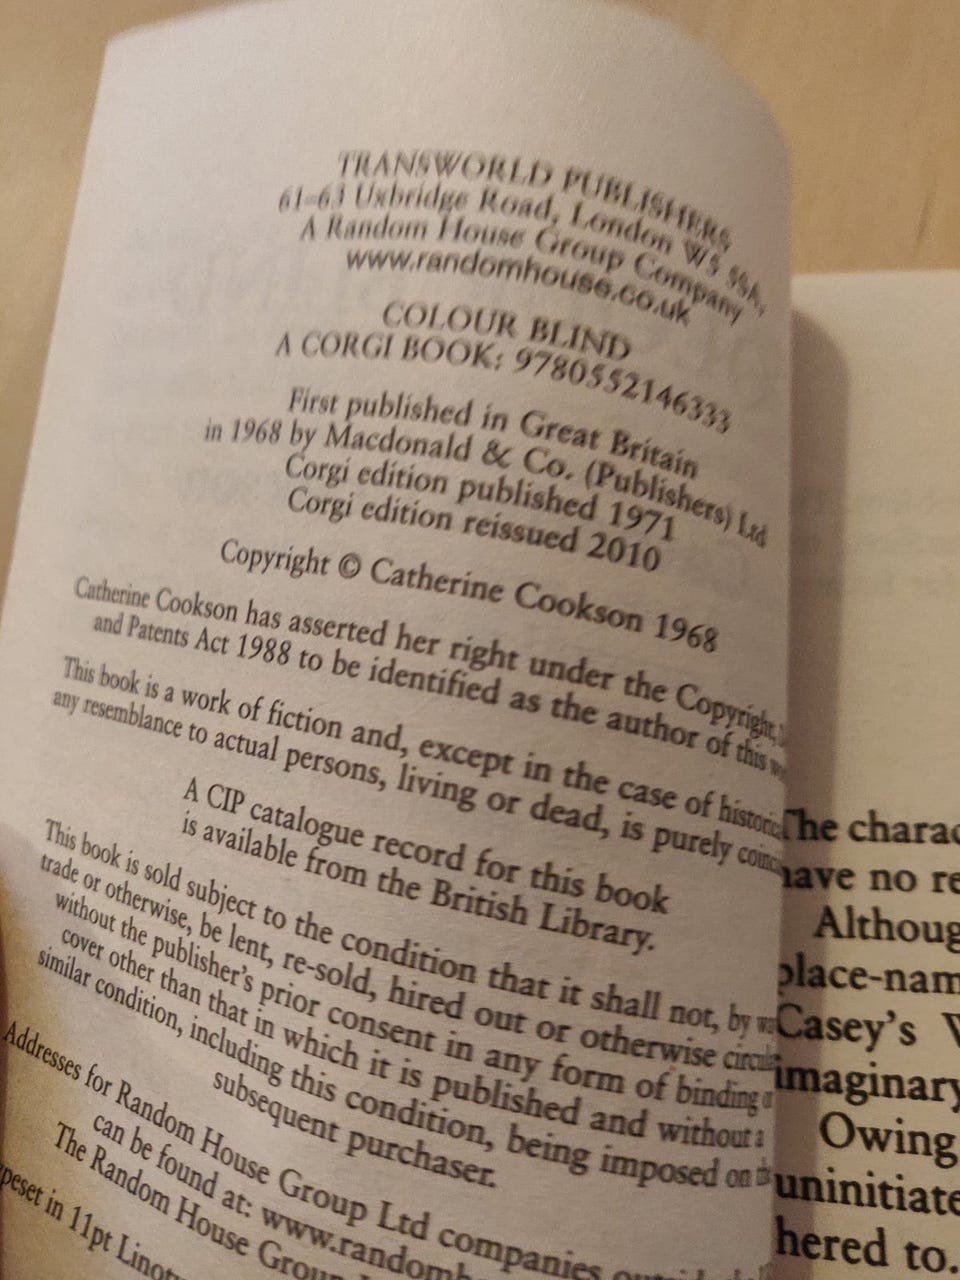 TRANSWORLD PUBLISHERS
61–63 Uxbridge Road, London W5 5SA,
A Random House Group Company
www.randomhouse.co.uk
COLOUR BLIND
A CORGI BOOK: 9780552146333
First published in Great Britain
in 1968 by Macdonald & Co. (Publishers) Ltd
Corgi edition published 1971
Corgi edition reissued 2010
Copyright © Catherine Cookson 1968
Catherine Cookson has asserted her right under the Copyright,
and Patents Act 1988 to be identified as the author of this
This book is a work of fiction and, except in the case of
any resemblance to actual persons, living or dead, is purely
A CIP catalogue record for this book
is available from the British Library.
This book is sold subject to the condition that it shall not, by
trade or otherwise, be lent, re-sold, hired out or otherwise
without the publisher's prior consent in any form of binding
cover other than that in which it is published and without a
similar condition, including this condition, being imposed on
subsequent purchaser.
Addresses for Random House Group Ltd companies
can be found at: www.randomh
The Random House Group
peset in 11pt Linot
The charac
have no re
Althoug
place-nam
Casey's
imaginary
Owing
uninitiate
hered to.